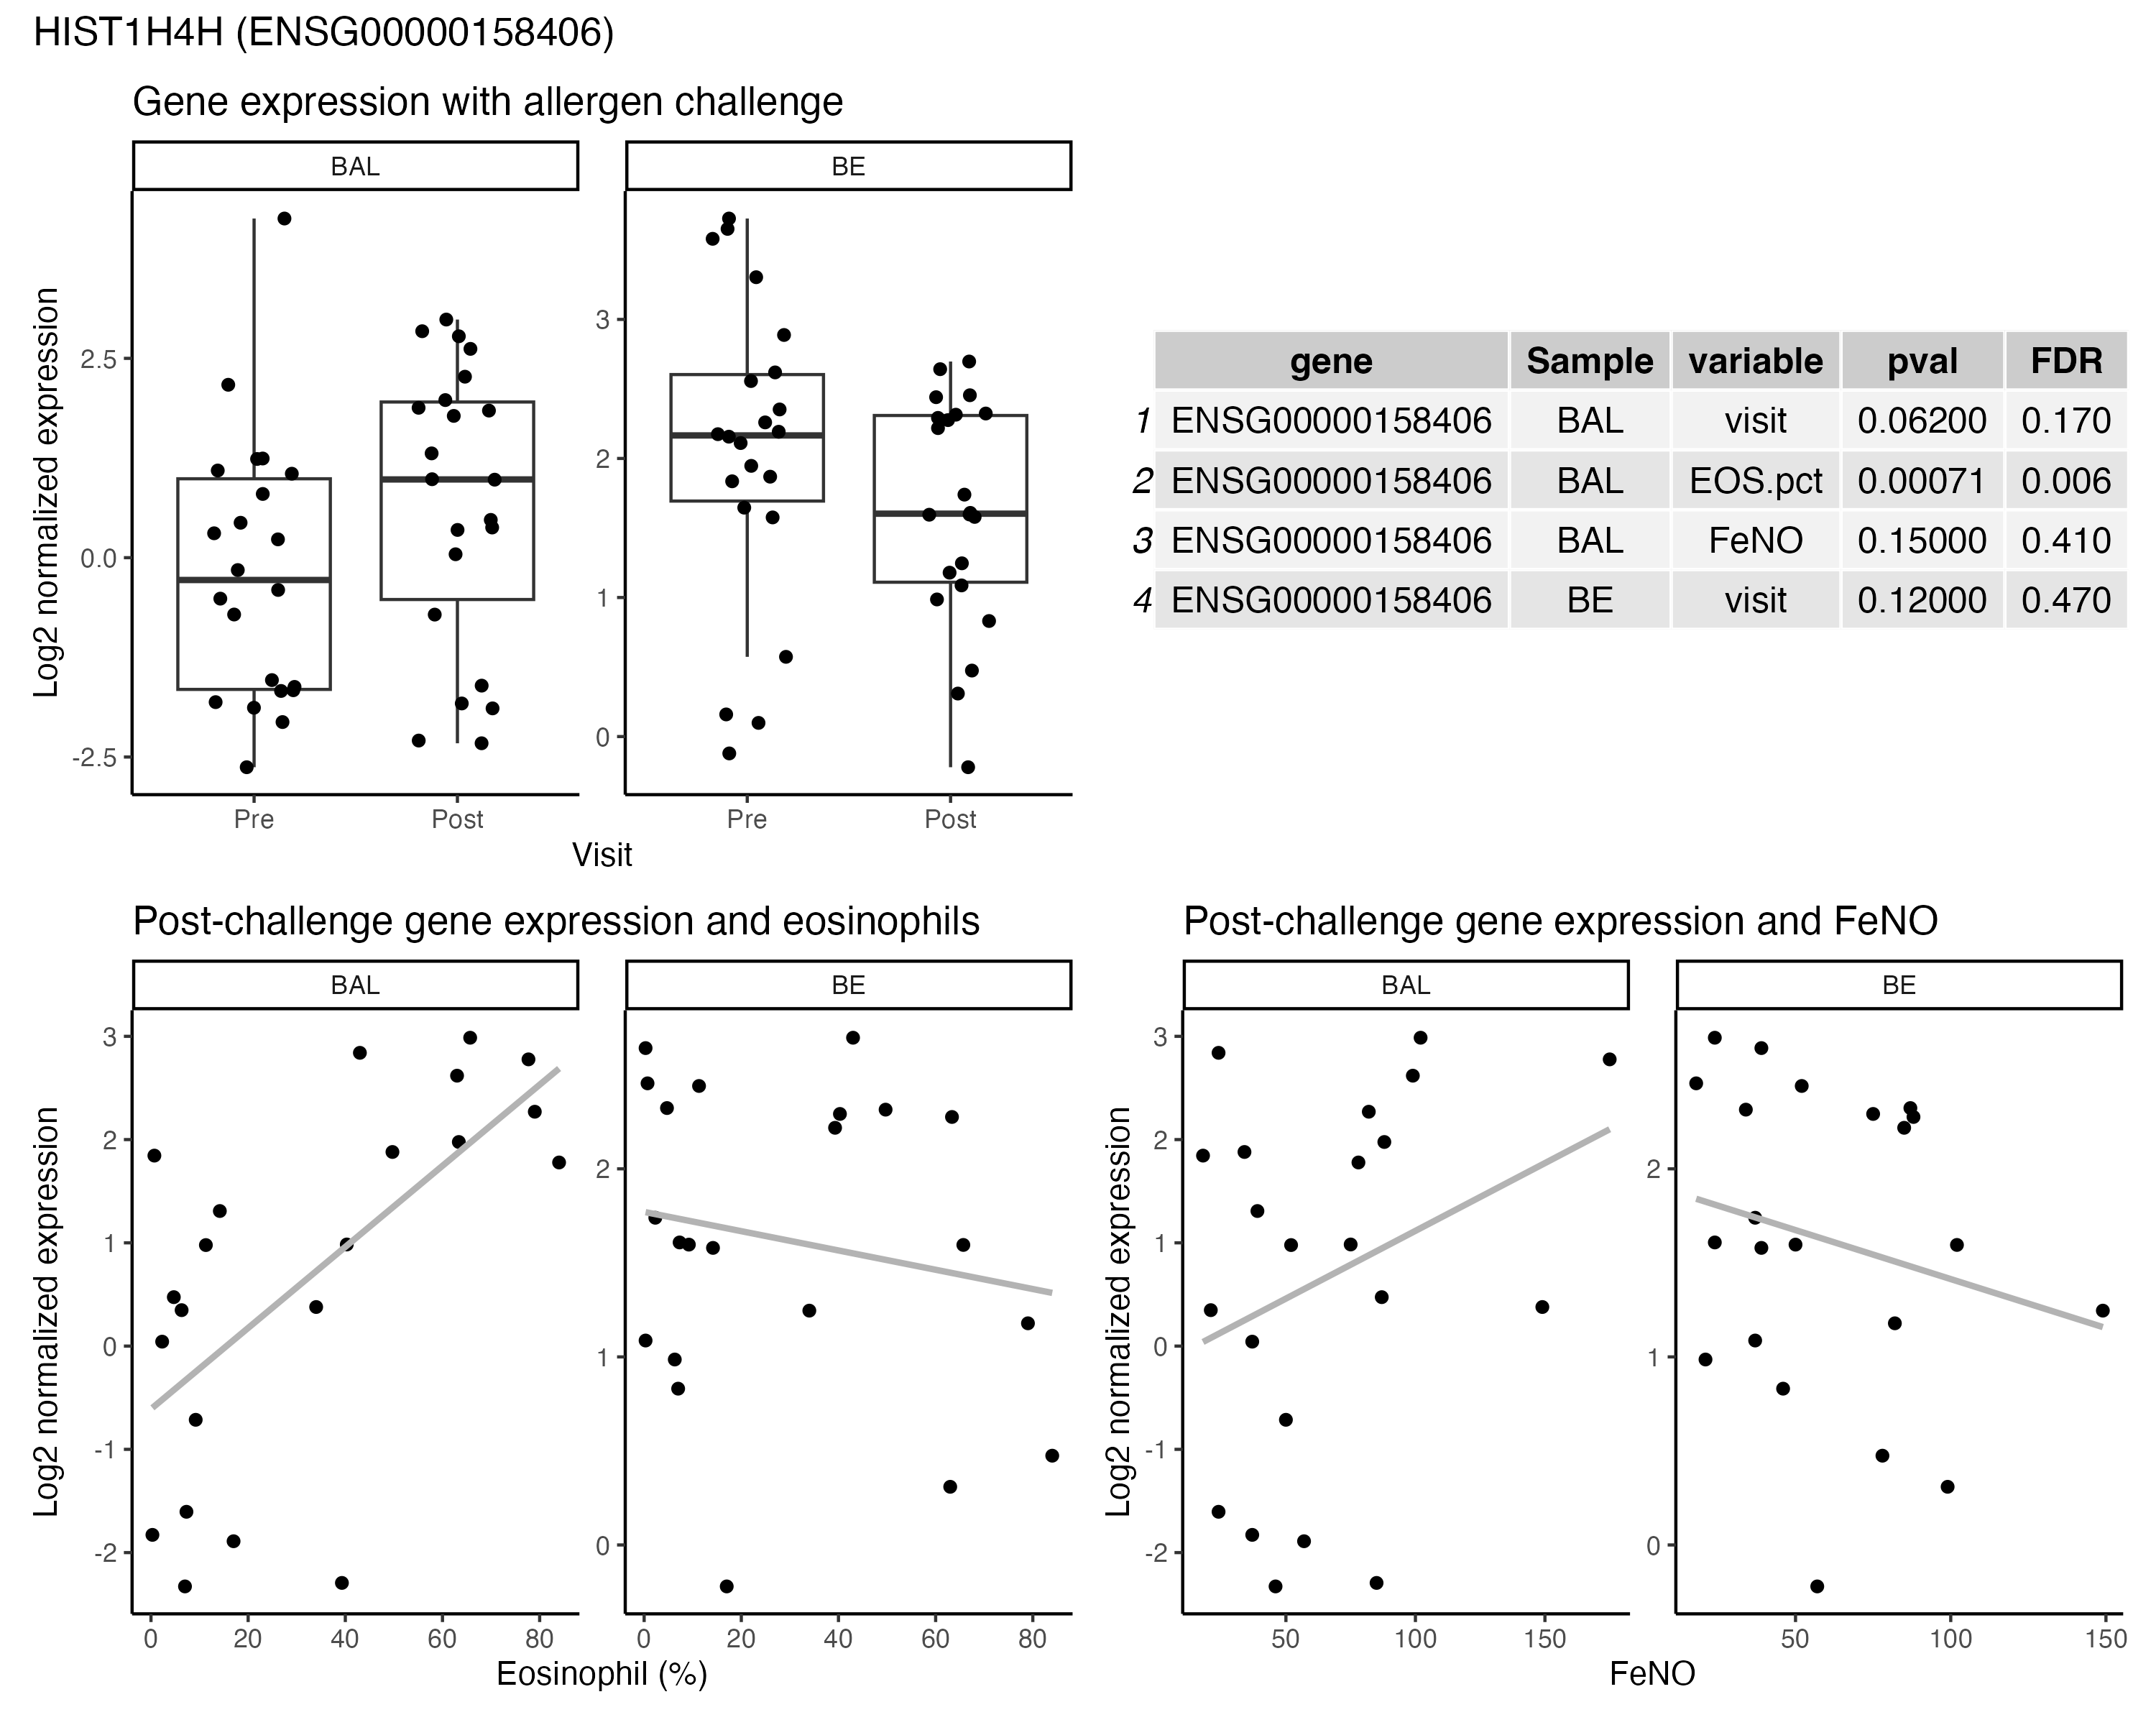 HIST1H4H (ENSG00000158406)
Gene expression with allergen challenge
BAL
BE
Log2 normalized expression
2.5
0.0
-2.5
3
2
1
0
Pre
Post
Pre
Post
Visit
gene Sample variable pval FDR
1 ENSG00000158406 BAL visit 0.06200 0.170
2 ENSG00000158406 BAL EOS.pct 0.00071 0.006
3 ENSG00000158406 BAL FeNO 0.15000 0.410
4 ENSG00000158406 BE visit 0.12000 0.470
Post-challenge gene expression and eosinophils
BAL
BE
Log2 normalized expression
3
2
1
0
-1
-2
2
1
0
0 20 40 60 80
0 20 40 60 80
Eosinophil (%)
Post-challenge gene expression and FeNO
BAL
BE
Log2 normalized expression
3
2
1
0
-1
-2
2
1
0
50 100 150
50 100 150
FeNO